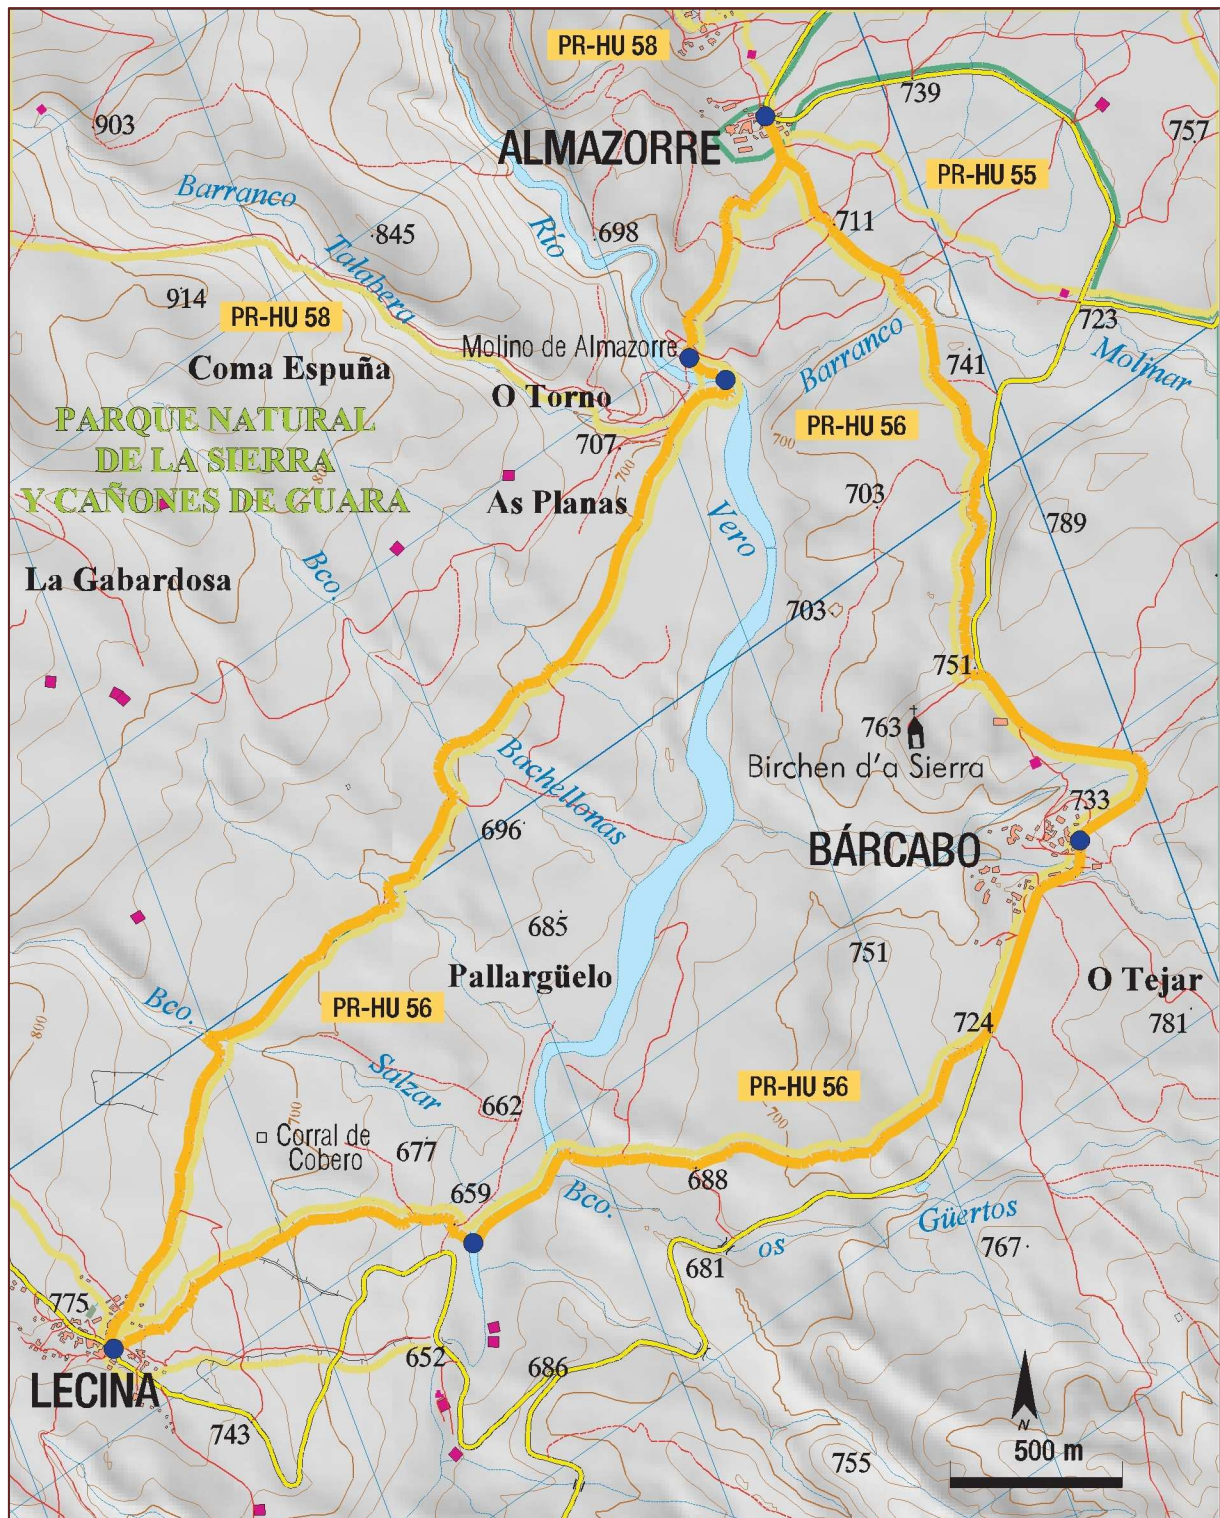 PR-HU 58
739
903
ALMAZORRE
757
PR-HU 55
Barranco
711
Río
698
845
Talabera
914
PR-HU 58
723
Molino de Almazorre
Barranco
Molinar
741
Coma Espuña
O Torno
PARQUE NATURAL
DE LA SIERRA
Y CAÑONES DE GUARA
707
700
PR-HU 56
700
800
As Planas
703
Vero
789
Bco.
La Gabardosa
703
751
763
Birchen d'a Sierra
Bachellonas
733
696
BÁRCABO
685
751
Pallargüelo
O Tejar
Bco.
PR-HU 56
800
724
781
Salzar
PR-HU 56
662
700
700
Corral de
Cobero
677
659
688
Bco.
Güertos
os
767
681
775
652
686
LECINA
743
N
500 m
755